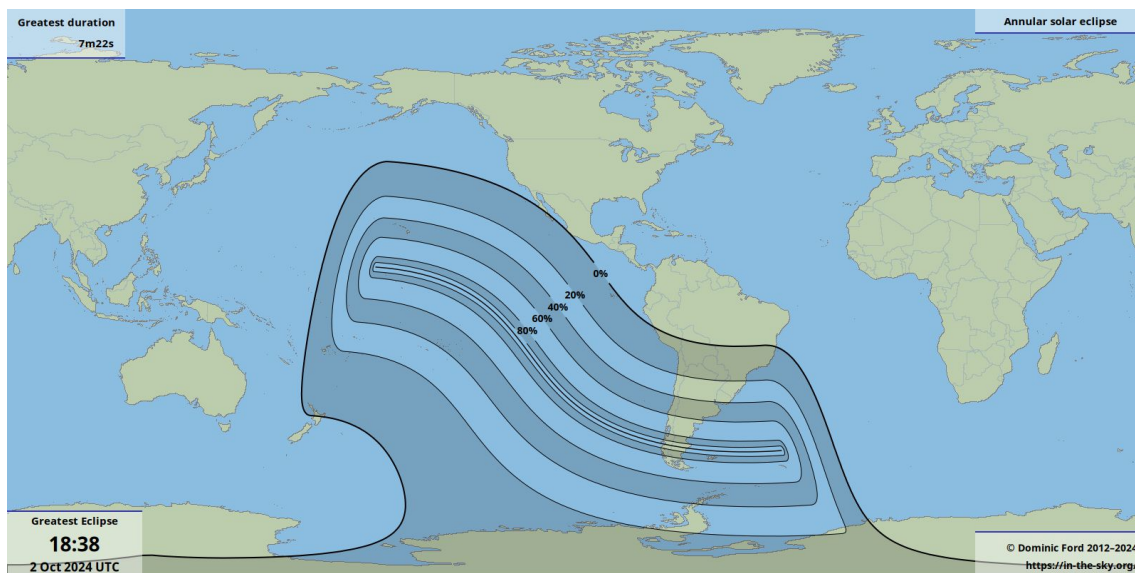 Greatest duration
7m22s
Annular solar eclipse
0%
20%
40%
60%
80%
Greatest Eclipse
18:38
2 Oct 2024 UTC
© Dominic Ford 2012–2024
https://in-the-sky.org/